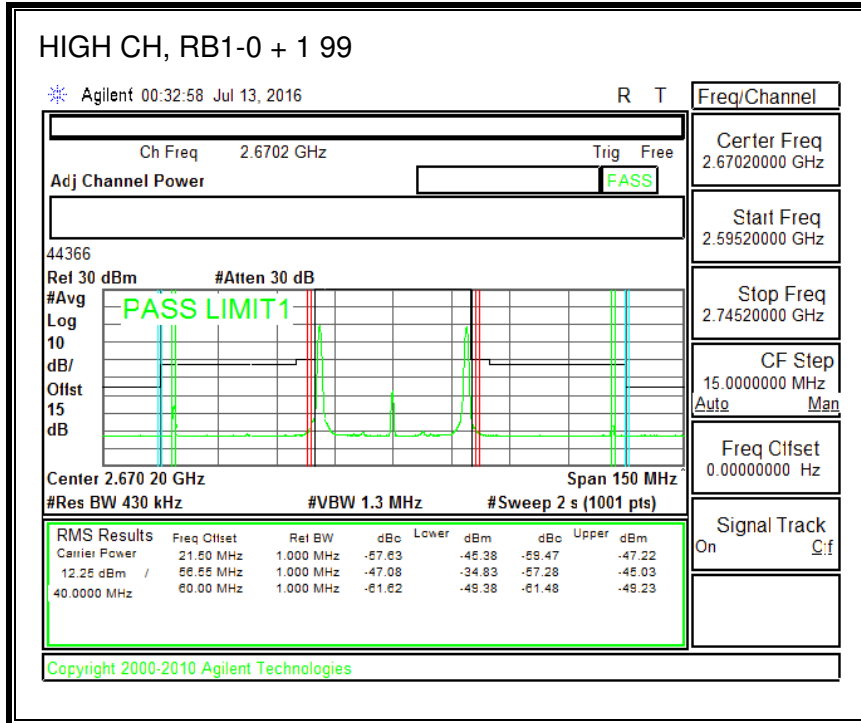 HIGH CH, RB1-0 + 1 99
Agilent 00:32:58 Jul 13, 2016 R T
Freq/Channel
Ch Freq 2.6702 GHz Trig Free
Adj Channel Power PASS
Center Freq
2.67020000 GHz
Start Freq
2.59520000 GHz
44366
Ref 30 dBm #Atten 30 dB
#Avg
Log
10
dB/
Offst
15
dB
PASS LIMIT1
Stop Freq
2.74520000 GHz
CF Step
15.0000000 MHz
Auto Man
Freq Offset
0.00000000 Hz
Center 2.670 20 GHz Span 150 MHz
#Res BW 430 kHz #VBW 1.3 MHz #Sweep 2 s (1001 pts)
Signal Track
On Off
RMS Results Freq Offset Ref BW dBc Lower dBm dBc Upper dBm
Carrier Power 21.50 MHz 1.000 MHz -57.63 -45.38 -59.47 -47.22
12.25 dBm / 56.55 MHz 1.000 MHz -47.08 -34.83 -57.28 -45.03
40.0000 MHz 60.00 MHz 1.000 MHz -61.62 -49.38 -61.48 -49.23
Copyright 2000-2010 Agilent Technologies